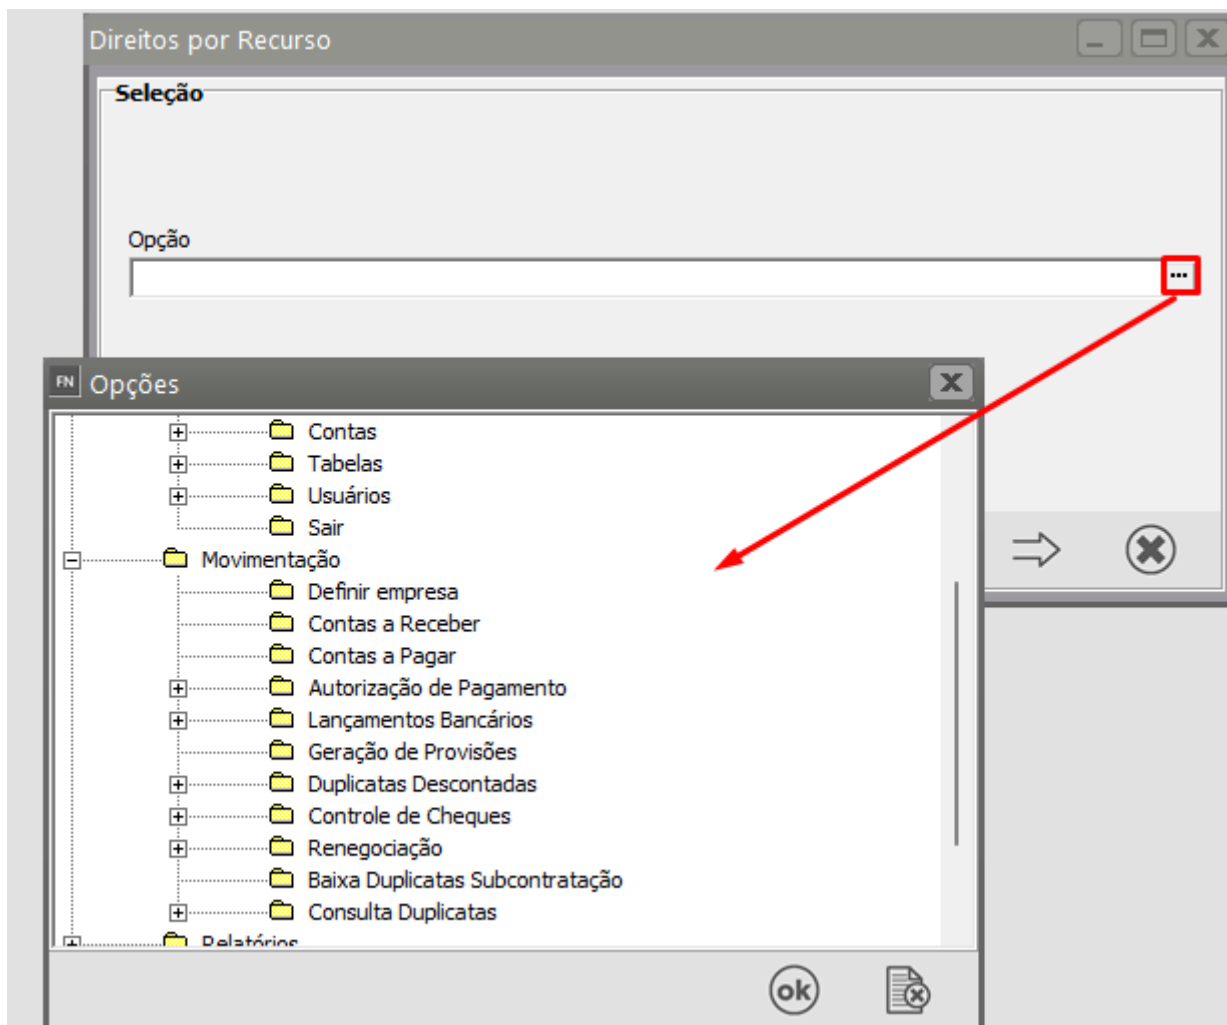 Direitos por Recurso
Seleção
Opção
...
FN Opções
Contas
Tabelas
Usuários
Sair
Movimentação
Definir empresa
Contas a Receber
Contas a Pagar
Autorização de Pagamento
Lançamentos Bancários
Geração de Provisões
Duplicatas Descontadas
Controle de Cheques
Renegociação
Baixa Duplicatas Subcontratação
Consulta Duplicatas
Relatórios
ok